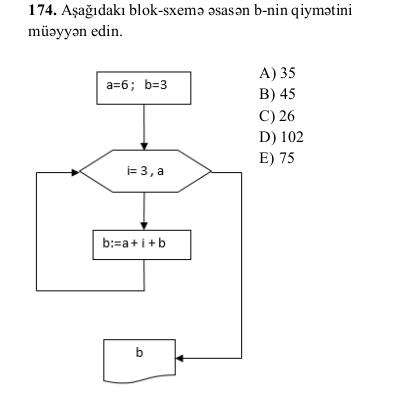 174. Aşağıdakı blok-sxemə əsasən b-nin qiymətini
müəyyən edin.
a=6; b=3
A) 35
B) 45
C) 26
D) 102
E) 75
i= 3 , a
b:=a+ i +b
b